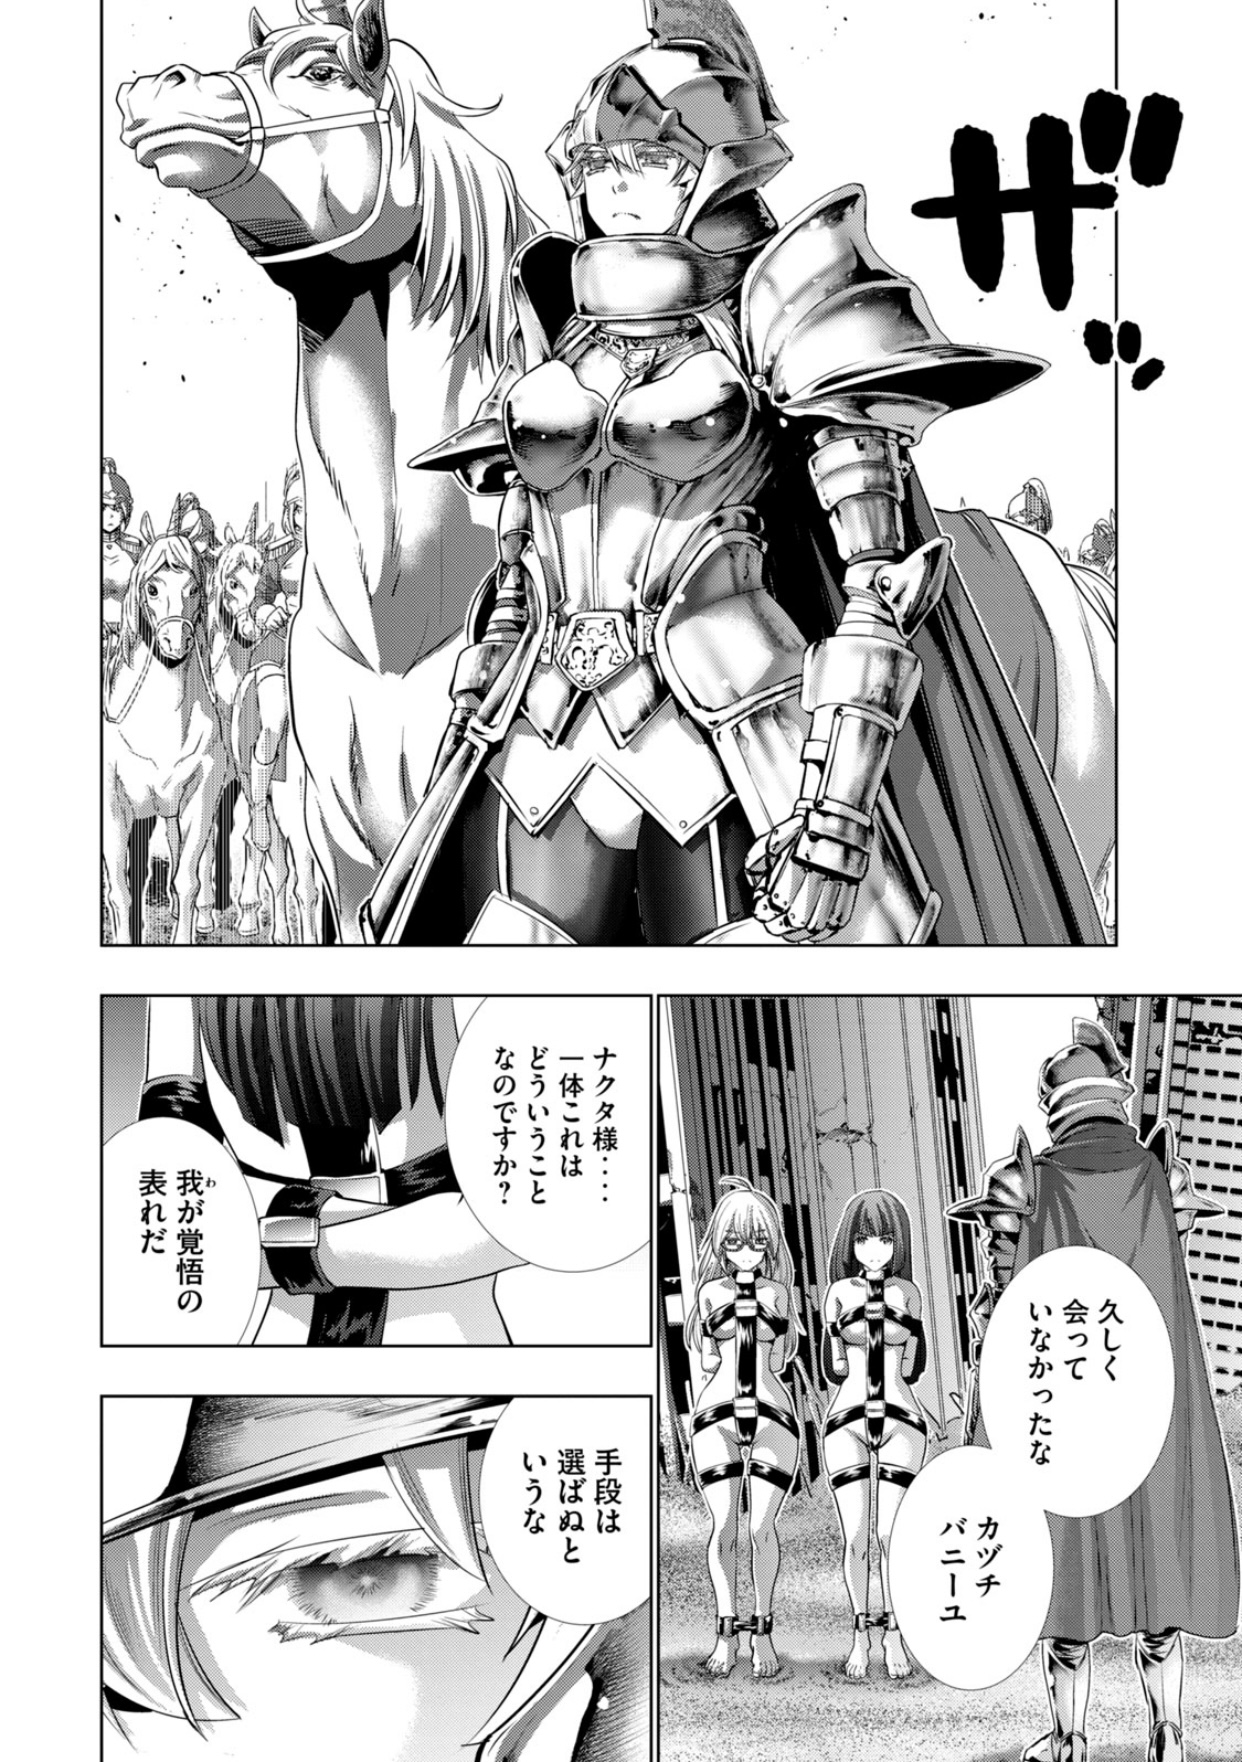 ザッ
久しく
会って
いなかったな
カヅチ
バニーユ
ナクタ様‥‥
一体これは
どういうこと
なのですか？
我が覚悟の
わ
表れだ
手段は
選ばぬと
いうな